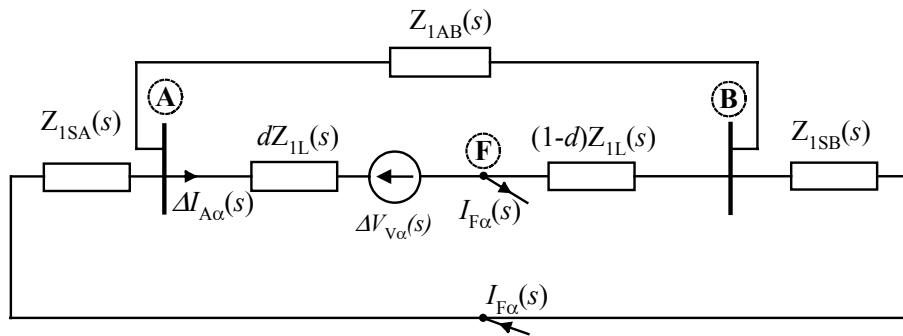 Z1AB(s)
A
B
Z1SA(s)
dZ1L(s)
F
(1-d)Z1L(s)
Z1SB(s)
ΔIAα(s)
ΔVVα(s)
IFα(s)
IFα(s)